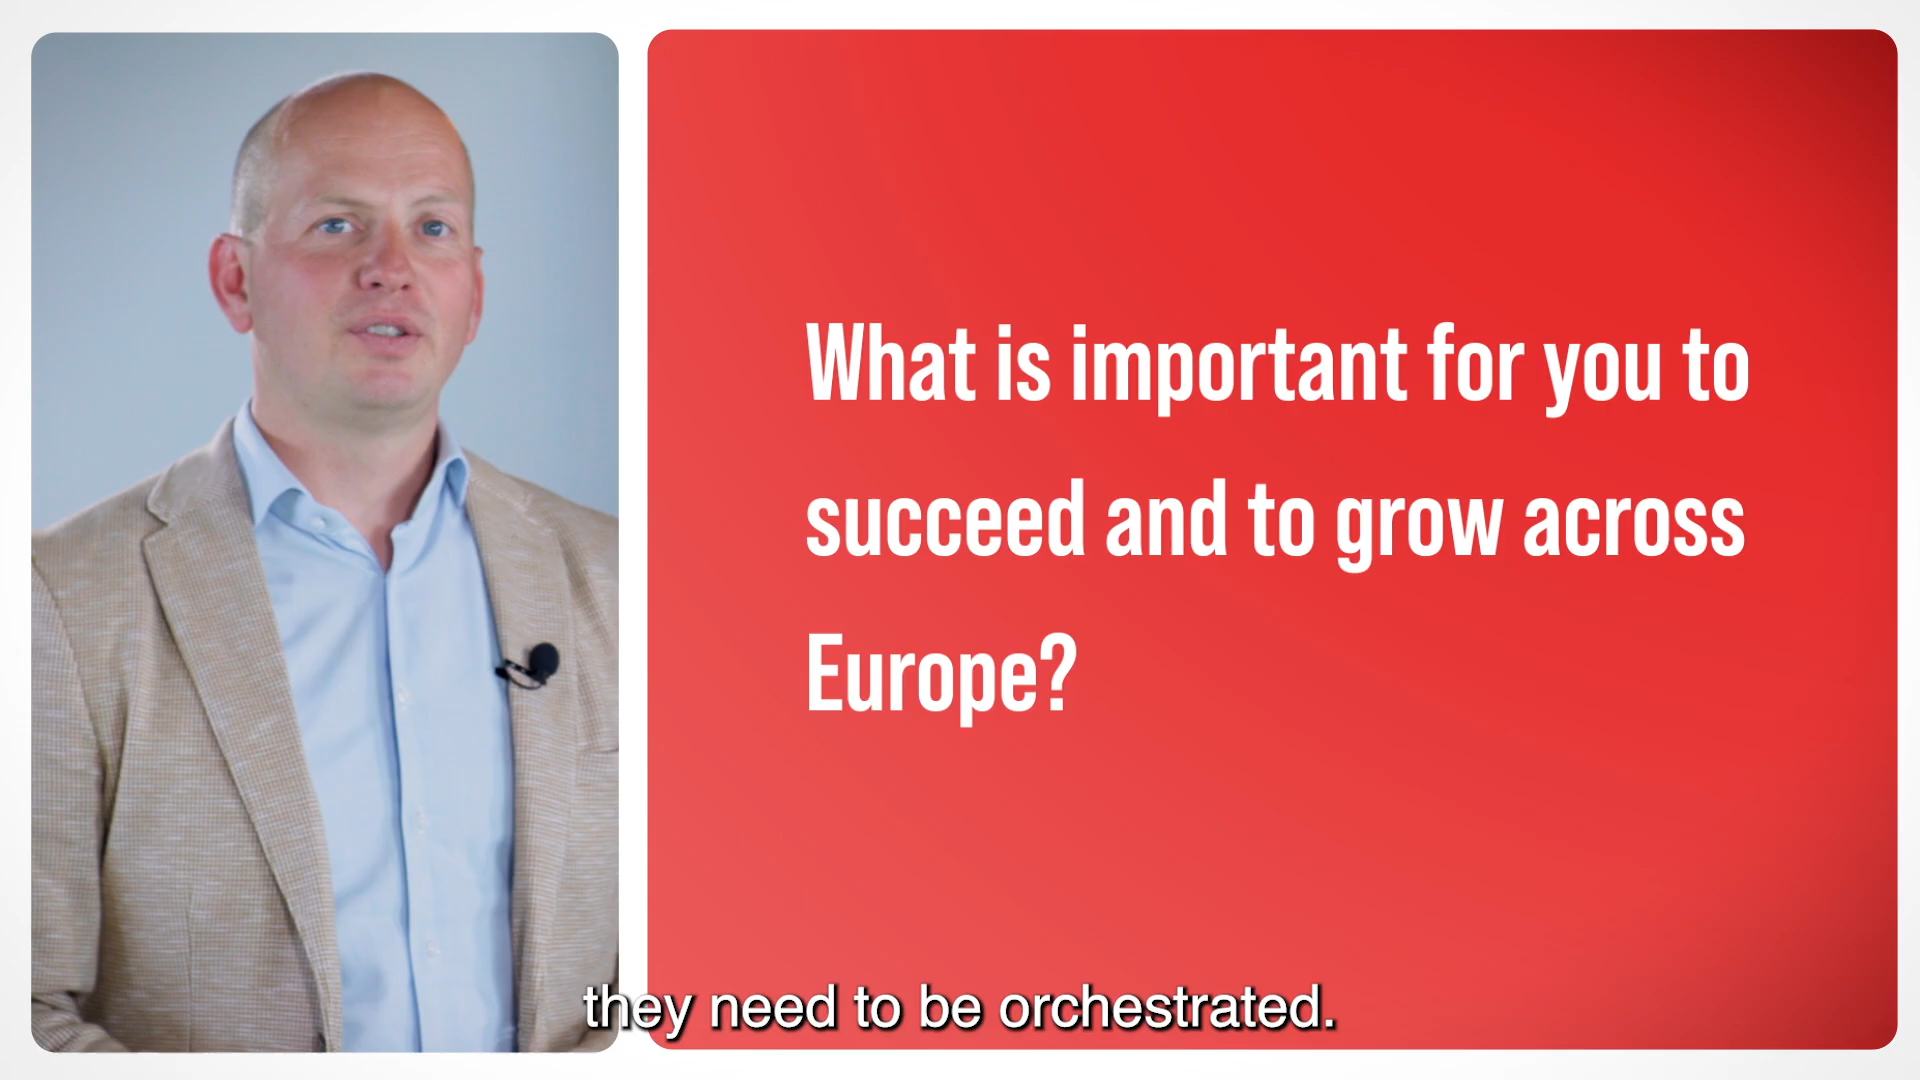 What is important for you to
succeed and to grow across
Europe?
they need to be orchestrated.